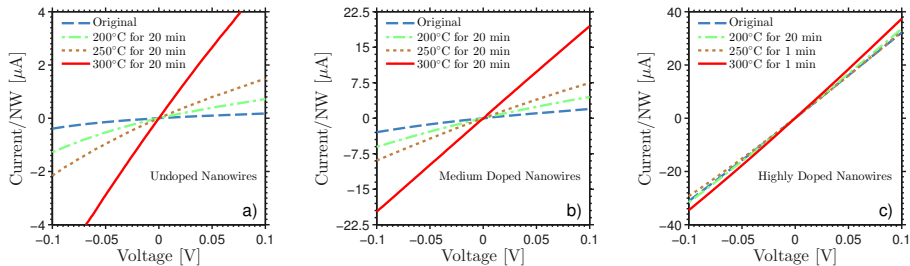 Current/NW [μA]
4
2
0
−2
−4
Original
200°C for 20 min
250°C for 20 min
300°C for 20 min
Undoped Nanowires
a)
−0.1
−0.05
0
0.05
0.1
Voltage [V]
Current/NW [μA]
22.5
15
7.5
0
−7.5
−15
−22.5
Original
200°C for 20 min
250°C for 20 min
300°C for 20 min
Medium Doped Nanowires
b)
−0.1
−0.05
0
0.05
0.1
Voltage [V]
Current/NW [μA]
40
20
0
−20
−40
Original
200°C for 20 min
250°C for 1 min
300°C for 1 min
Highly Doped Nanowires
c)
−0.1
−0.05
0
0.05
0.1
Voltage [V]